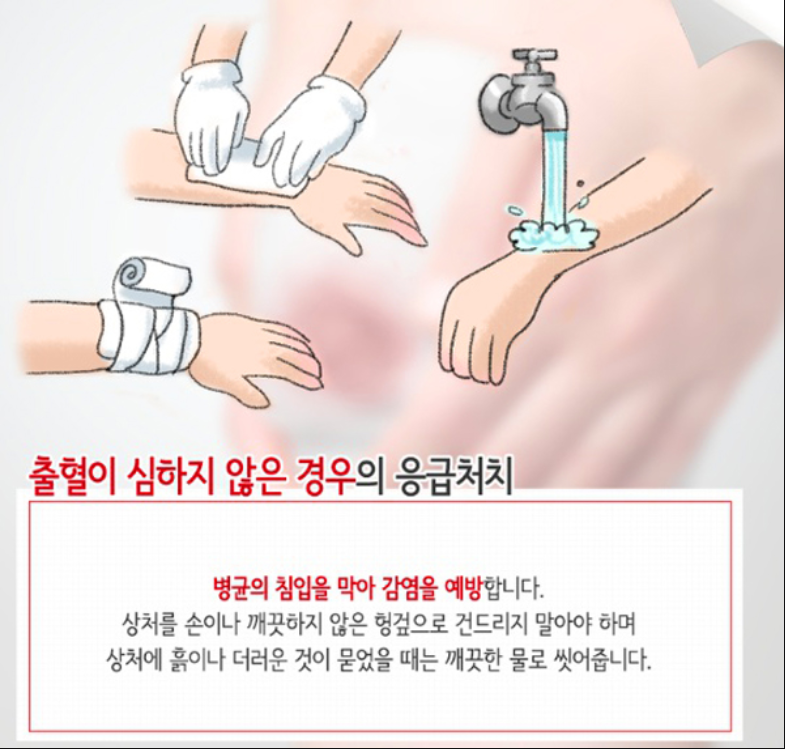 출혈이 심하지 않은 경우의 응급처치
병균의 침입을 막아 감염을 예방합니다.
상처를 손이나 깨끗하지 않은 헝겊으로 건드리지 말아야 하며
상처에 흙이나 더러운 것이 묻었을 때는 깨끗한 물로 씻어줍니다.